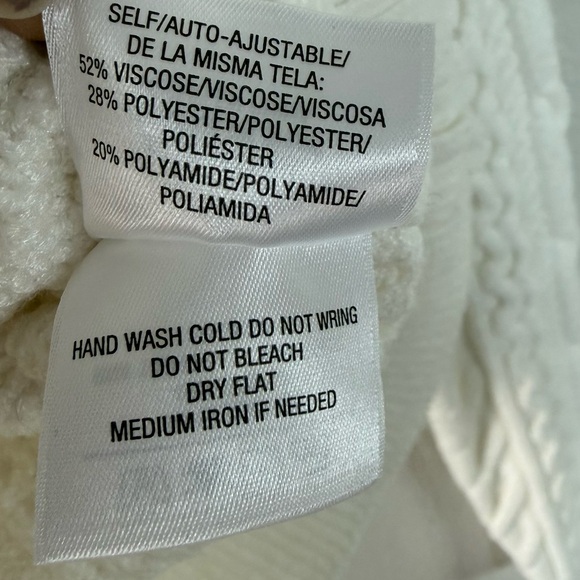 SELF/AUTO-AJUSTABLE/
DE LA MISMA TELA:
52% VISCOSE/VISCOSE/VISCOSA
28% POLYESTER/POLYESTER/
POLIÉSTER
20% POLYAMIDE/POLYAMIDE/
POLIAMIDA
HAND WASH COLD DO NOT WRING
DO NOT BLEACH
DRY FLAT
MEDIUM IRON IF NEEDED